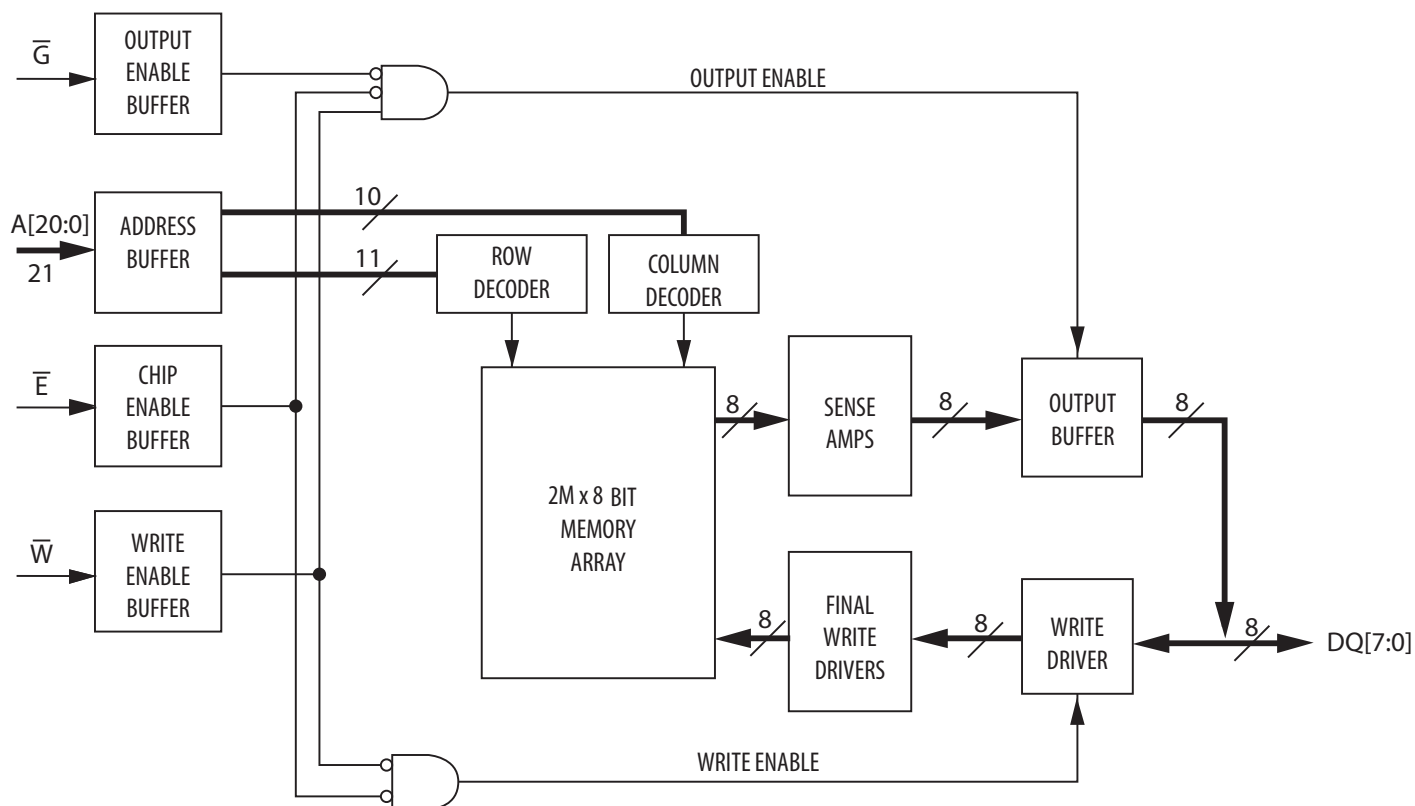 G̅
OUTPUT
ENABLE
BUFFER
OUTPUT ENABLE
A[20:0]
21
ADDRESS
BUFFER
10
11
ROW
DECODER
COLUMN
DECODER
E̅
CHIP
ENABLE
BUFFER
2M x 8 BIT
MEMORY
ARRAY
8
SENSE
AMPS
8
OUTPUT
BUFFER
8
W̅
WRITE
ENABLE
BUFFER
8
FINAL
WRITE
DRIVERS
8
WRITE
DRIVER
8
DQ[7:0]
WRITE ENABLE